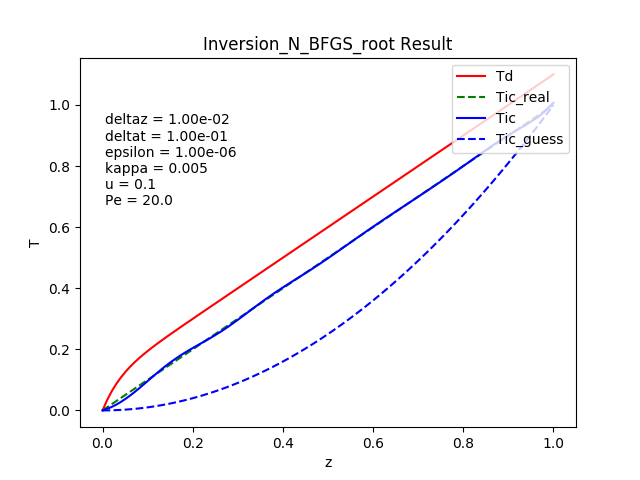 Inversion_N_BFGS_root Result
Td
Tic_real
Tic
Tic_guess
deltaz = 1.00e-02
deltat = 1.00e-01
epsilon = 1.00e-06
kappa = 0.005
u = 0.1
Pe = 20.0
T
1.0
0.8
0.6
0.4
0.2
0.0
0.0 0.2 0.4 0.6 0.8 1.0
z